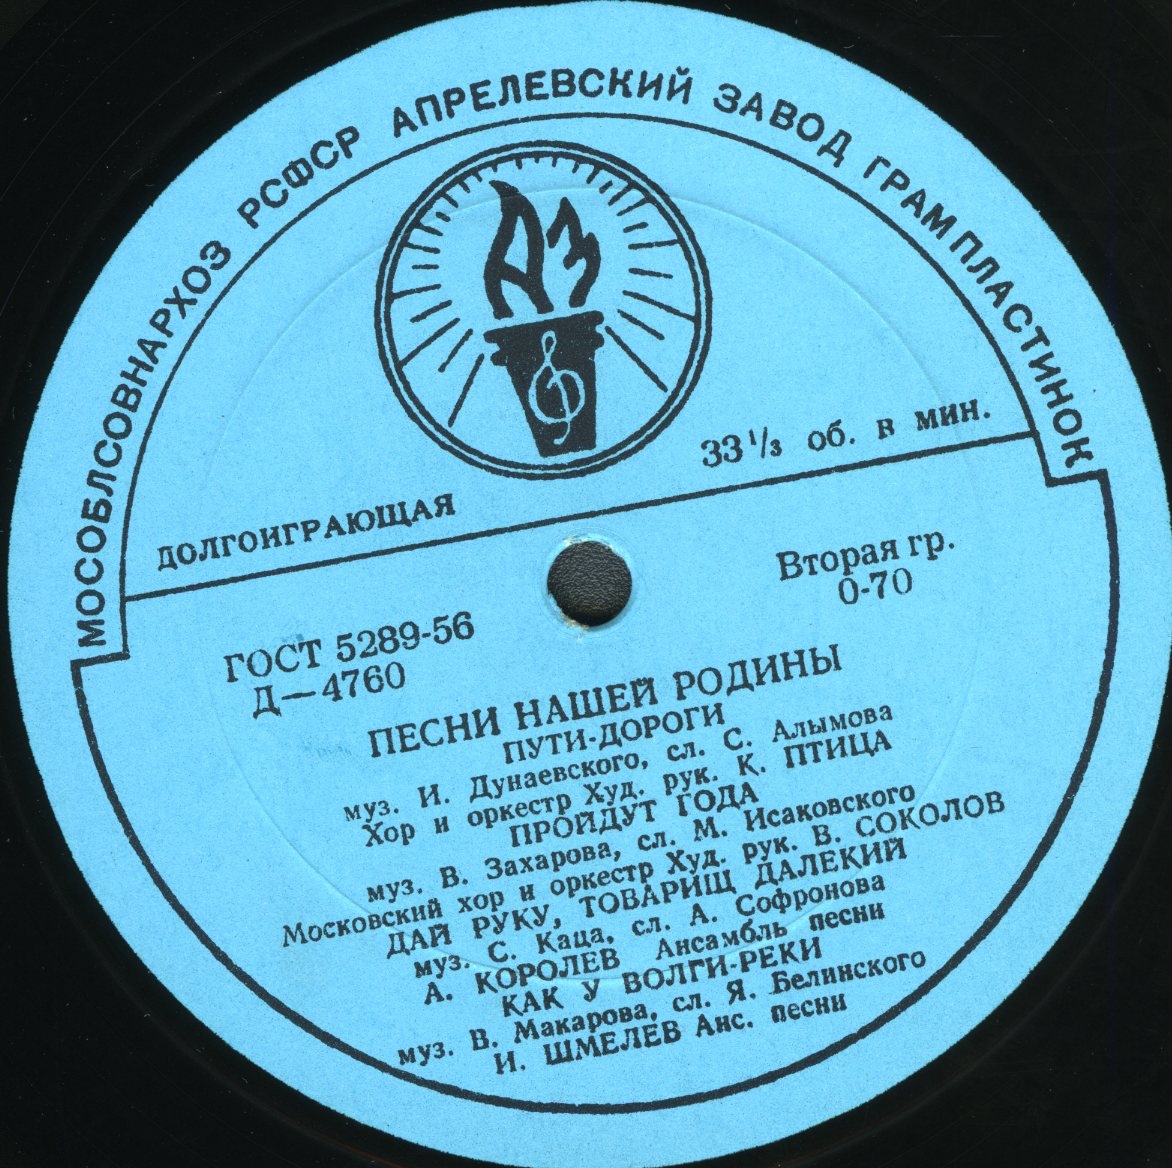 МОСОБЛСОВНАРХОЗ РСФСР АПРЕЛЕВСКИЙ ЗАВОД ГРАМПЛАСТИНОК
АЗ
ДОЛГОИГРАЮЩАЯ
33 1/3 об. в мин.
ГОСТ 5289-56
Д—4760
Вторая гр.
0-70
ПЕСНИ НАШЕЙ РОДИНЫ
ПУТИ-ДОРОГИ
муз. И. Дунаевского, сл. С. Алымова
Хор и оркестр Худ. рук. К. ПТИЦА
ПРОЙДУТ ГОДА
муз. В. Захарова, сл. М. Исаковского
Московский хор и оркестр Худ. рук. В. СОКОЛОВ
ДАЙ РУКУ, ТОВАРИЩ ДАЛЕКИЙ
муз. С. Каца, сл. А. Софронова
А. КОРОЛЕВ Ансамбль песни
КАК У ВОЛГИ-РЕКИ
муз. В. Макарова, сл. Я. Белинского
И. ШМЕЛЕВ Анс. песни